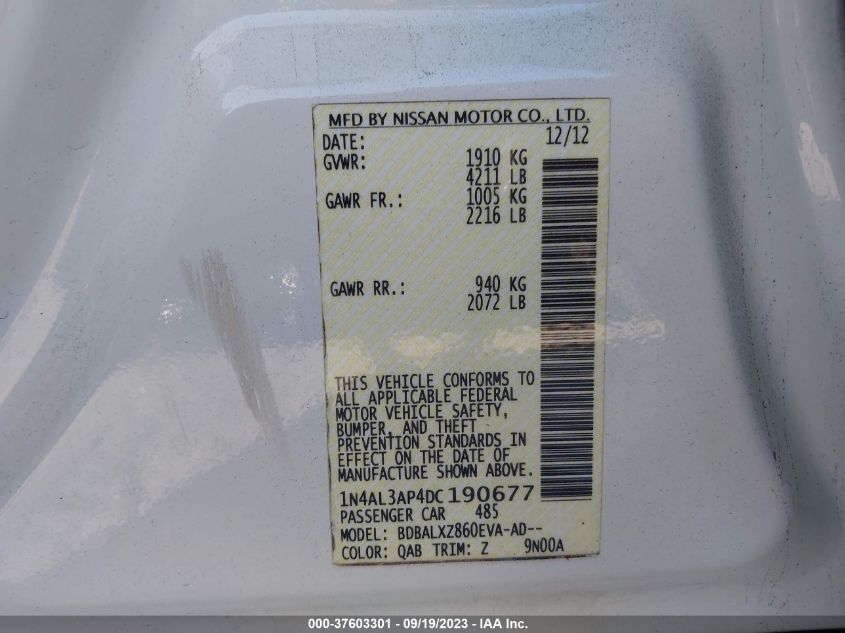 MFD BY NISSAN MOTOR CO., LTD.
DATE: 12/12
GVWR: 1910 KG
4211 LB
GAWR FR.: 1005 KG
2216 LB
GAWR RR.: 940 KG
2072 LB
THIS VEHICLE CONFORMS TO
ALL APPLICABLE FEDERAL
MOTOR VEHICLE SAFETY,
BUMPER, AND THEFT
PREVENTION STANDARDS IN
EFFECT ON THE DATE OF
MANUFACTURE SHOWN ABOVE.
1N4AL3AP4DC190677
PASSENGER CAR 485
MODEL: BDBALXZ860EVA-AD--
COLOR: QAB TRIM: Z 9N00A
000-37603301 - 09/19/2023 - IAA Inc.